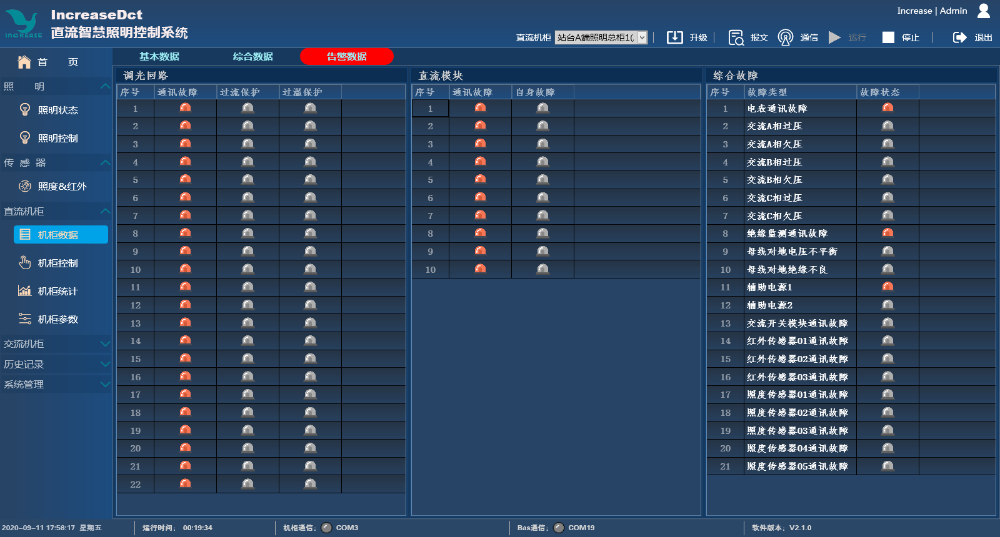 IncreaseDct
直流智慧照明控制系统
INCREASE
Increase | Admin
直流机柜 站台A端照明总柜1(. 升级 报文 通信 运行 停止 退出
首 页
照 明
照明状态
照明控制
传 感 器
照度&红外
直流机柜
机柜数据
机柜控制
机柜统计
机柜参数
交流机柜
历史记录
系统管理
基本数据 综合数据 告警数据
调光回路
序号 通讯故障 过流保护 过温保护
1
2
3
4
5
6
7
8
9
10
11
12
13
14
15
16
17
18
19
20
21
22
直流模块
序号 通讯故障 自身故障
1
2
3
4
5
6
7
8
9
10
综合故障
序号 故障类型 故障状态
1 电表通讯故障
2 交流A相过压
3 交流A相欠压
4 交流B相过压
5 交流B相欠压
6 交流C相过压
7 交流C相欠压
8 绝缘监测通讯故障
9 母线对地电压不平衡
10 母线对地绝缘不良
11 辅助电源1
12 辅助电源2
13 交流开关模块通讯故障
14 红外传感器01通讯故障
15 红外传感器02通讯故障
16 红外传感器03通讯故障
17 照度传感器01通讯故障
18 照度传感器02通讯故障
19 照度传感器03通讯故障
20 照度传感器04通讯故障
21 照度传感器05通讯故障
2020-09-11 17:58:17 星期五 运行时间: 00:19:34 机柜通信: COM3 Bas通信: COM19 软件版本: V2.1.0